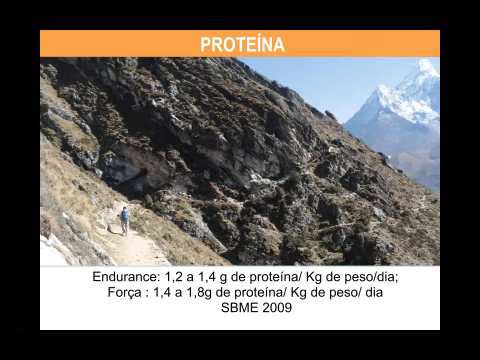 PROTEÍNA
Endurance: 1,2 a 1,4 g de proteína/ Kg de peso/dia;
Força : 1,4 a 1,8g de proteína/ Kg de peso/ dia
SBME 2009